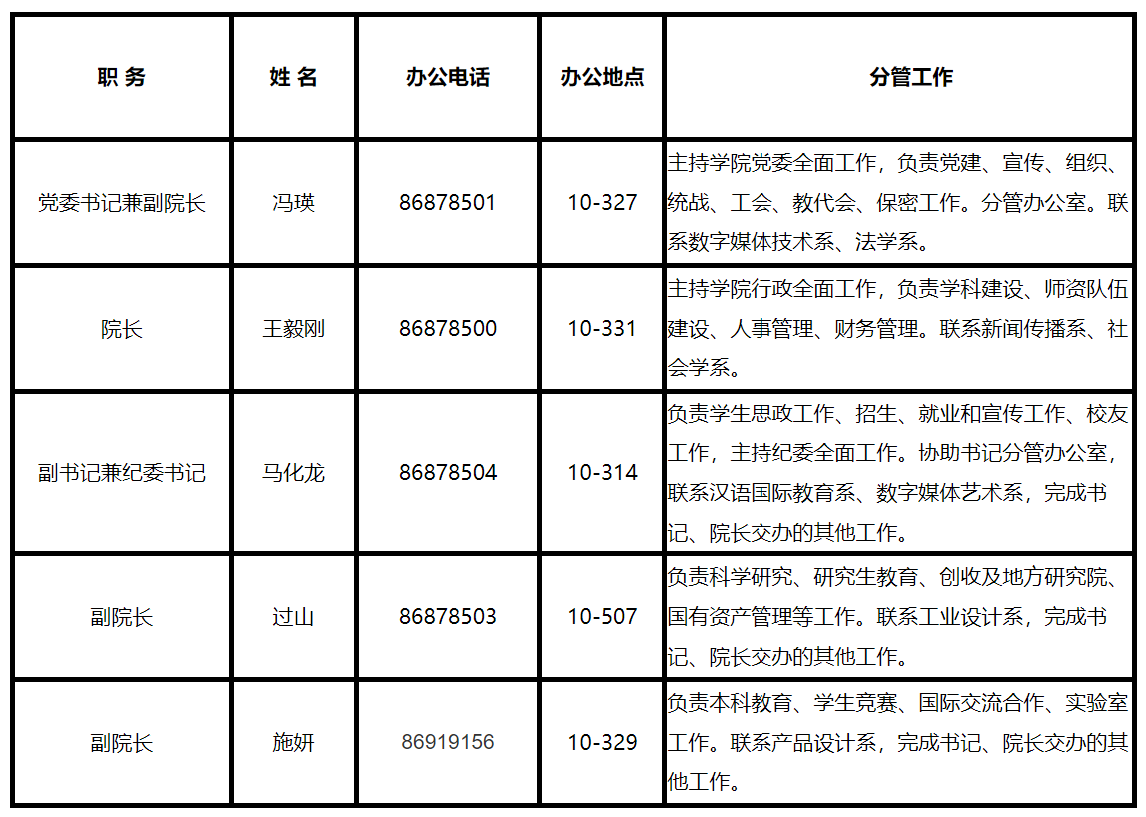 职 务
姓 名
办公电话
办公地点
分管工作
党委书记兼副院长
冯瑛
86878501
10-327
主持学院党委全面工作，负责党建、宣传、组织、
统战、工会、教代会、保密工作。分管办公室。联
系数字媒体技术系、法学系。
院长
王毅刚
86878500
10-331
主持学院行政全面工作，负责学科建设、师资队伍
建设、人事管理、财务管理。联系新闻传播系、社
会学系。
副书记兼纪委书记
马化龙
86878504
10-314
负责学生思政工作、招生、就业和宣传工作、校友
工作，主持纪委全面工作。协助书记分管办公室，
联系汉语国际教育系、数字媒体艺术系，完成书
记、院长交办的其他工作。
副院长
过山
86878503
10-507
负责科学研究、研究生教育、创收及地方研究院、
国有资产管理等工作。联系工业设计系，完成书
记、院长交办的其他工作。
副院长
施妍
86919156
10-329
负责本科教育、学生竞赛、国际交流合作、实验室
工作。联系产品设计系，完成书记、院长交办的其
他工作。